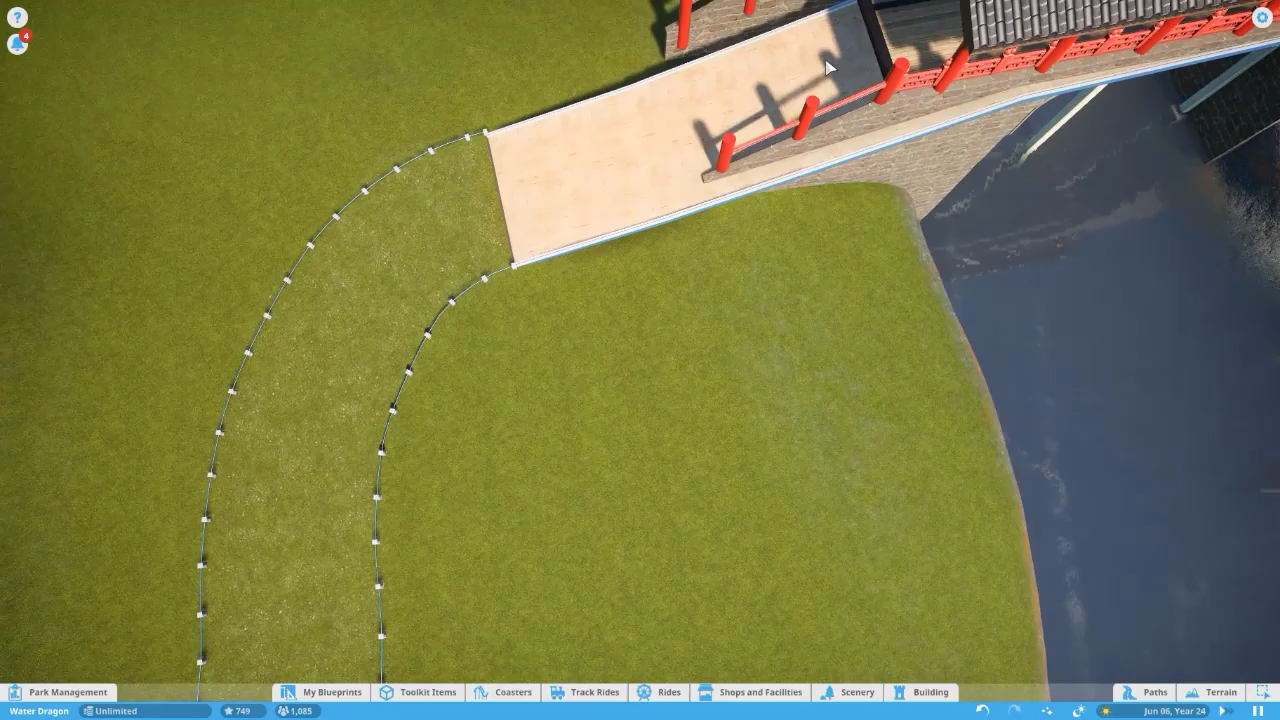 ?
4
Park Management
My Blueprints
Toolkit Items
Coasters
Track Rides
Rides
Shops and Facilities
Scenery
Building
Paths
Terrain
Water Dragon
Unlimited
749
1,085
Jun 06, Year 24